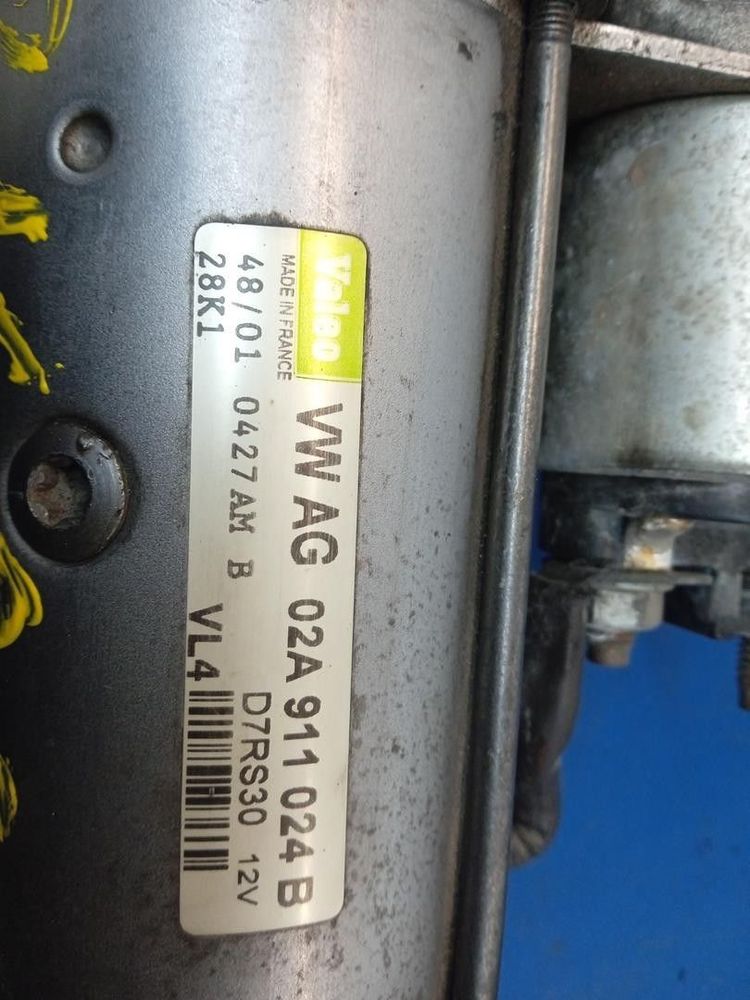 Valeo
MADE IN FRANCE
VW AG 02A 911 024 B
48/01 0427AM B D7RS30 12V
28K1 VL4